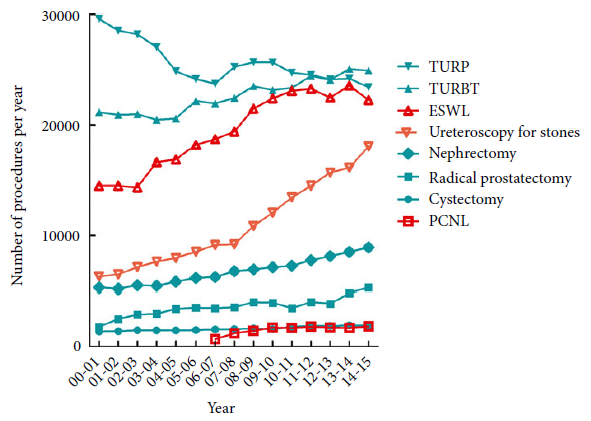 30000
20000
10000
0
Number of procedures per year
00-01
01-02
02-03
03-04
04-05
05-06
06-07
07-08
08-09
09-10
10-11
11-12
12-13
13-14
14-15
Year
TURP
TURBT
ESWL
Ureteroscopy for stones
Nephrectomy
Radical prostatectomy
Cystectomy
PCNL